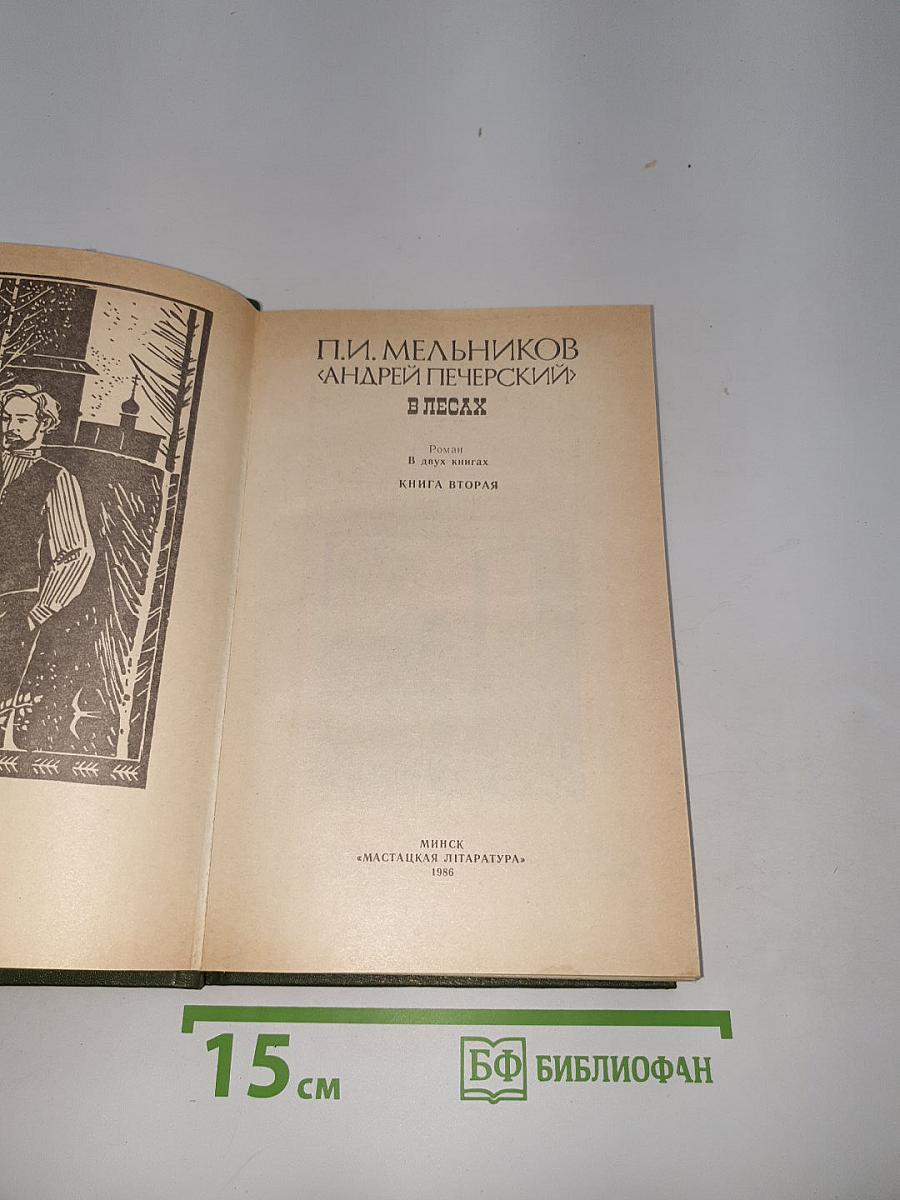 П.И. МЕЛЬНИКОВ
‹АНДРЕЙ ПЕЧЕРСКИЙ›
В ЛЕСАХ
Роман
В двух книгах
КНИГА ВТОРАЯ
МИНСК
«МАСТАЦКАЯ ЛІТАРАТУРА»
1986
15 см
БФ БИБЛИОФАН